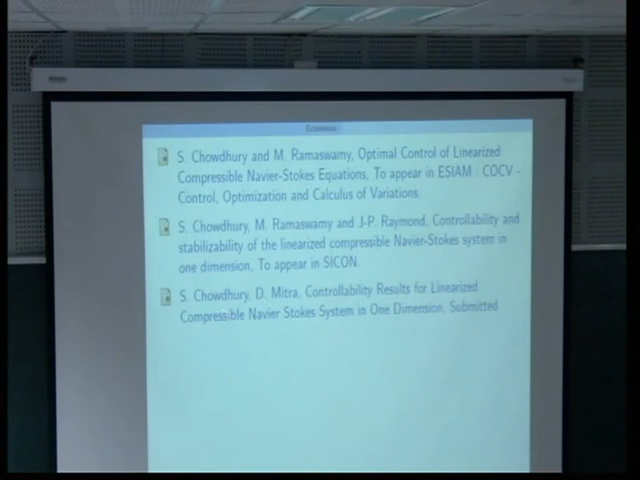 S. Chowdhury and M. Ramaswamy, Optimal Control of Linearized
Compressible Navier-Stokes Equations, To appear in ESIAM : COCV -
Control, Optimization and Calculus of Variations.
S. Chowdhury, M. Ramaswamy and J-P. Raymond, Controllability and
stabilizability of the linearized compressible Navier-Stokes system in
one dimension, To appear in SICON.
S. Chowdhury, D. Mitra, Controllability Results for Linearized
Compressible Navier Stokes System in One Dimension, Submitted